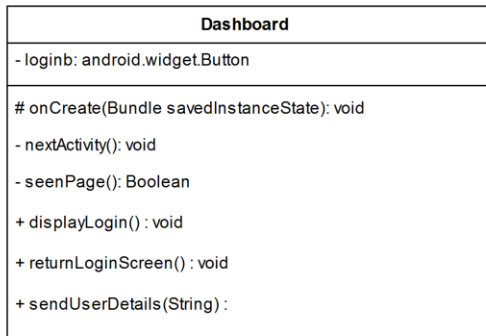 Dashboard
- loginb: android.widget.Button
# onCreate(Bundle savedInstanceState): void
- nextActivity(): void
- seenPage(): Boolean
+ displayLogin() : void
+ returnLoginScreen() : void
+ sendUserDetails(String) :